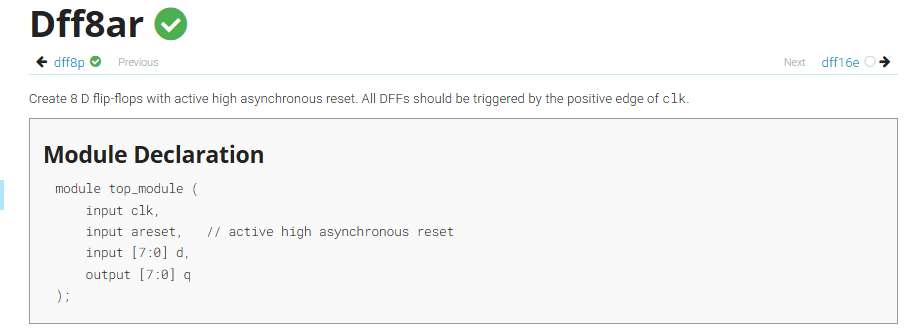 Dff8ar
dff8p Previous
Next dff16e
Create 8 D flip-flops with active high asynchronous reset. All DFFs should be triggered by the positive edge of clk.
Module Declaration
module top_module (
    input clk,
    input areset,   // active high asynchronous reset
    input [7:0] d,
    output [7:0] q
);